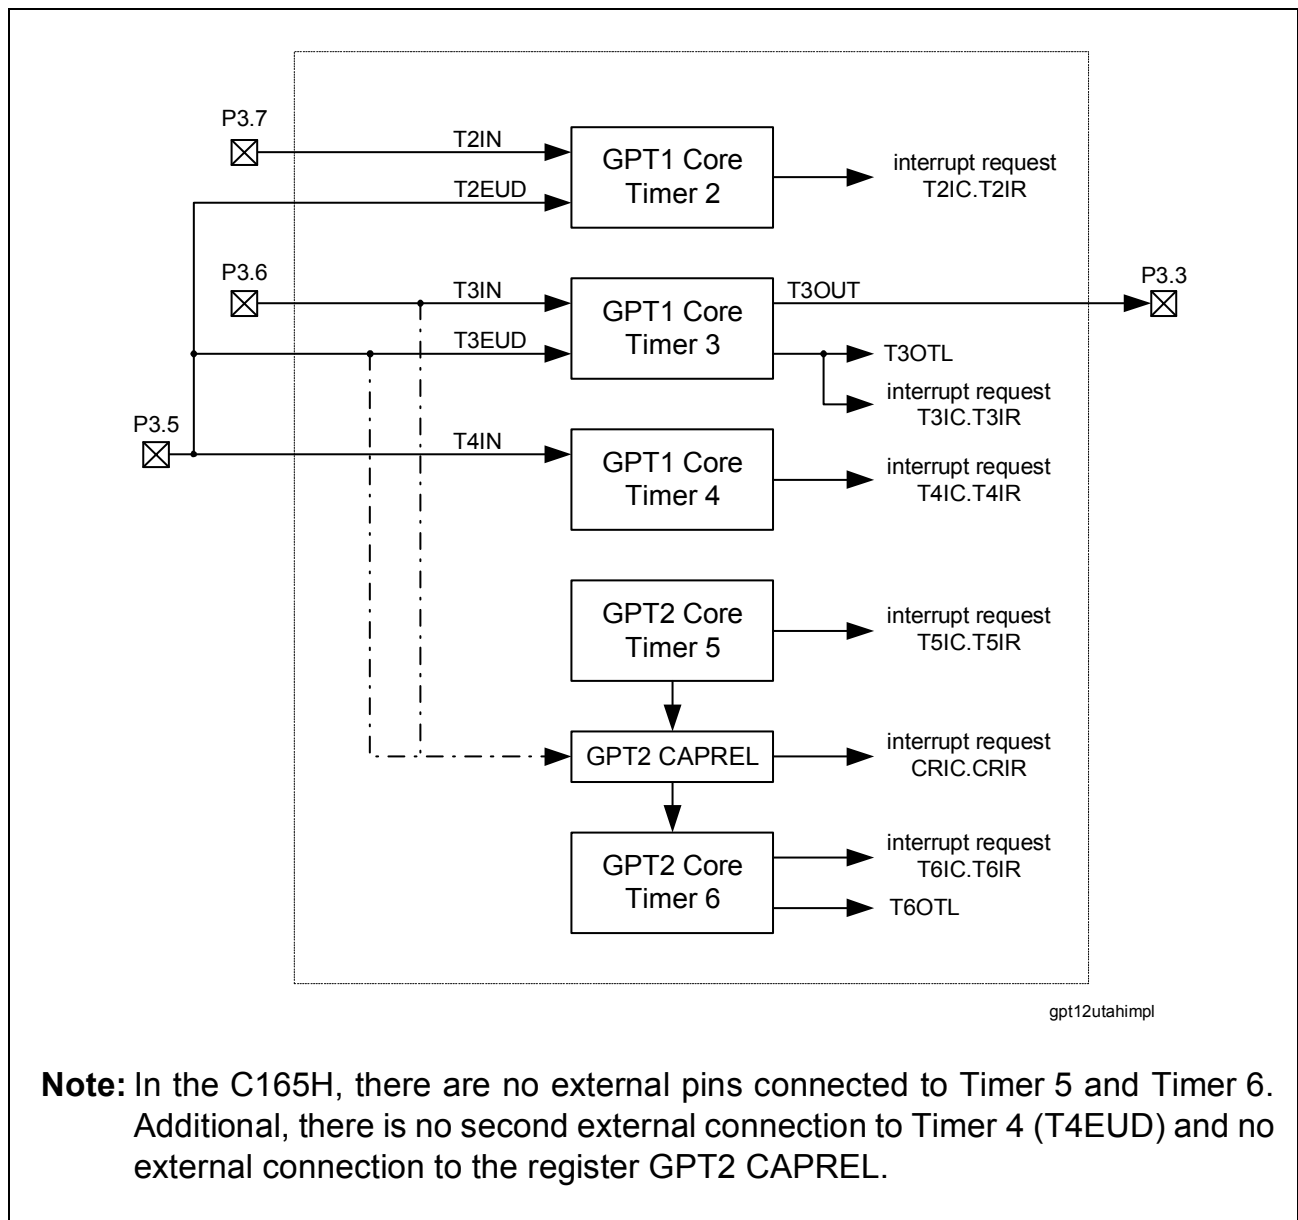 P3.7
T2IN
GPT1 Core
Timer 2
interrupt request
T2IC.T2IR
T2EUD
P3.6
T3IN
GPT1 Core
Timer 3
T3OUT
P3.3
T3EUD
T3OTL
interrupt request
T3IC.T3IR
P3.5
T4IN
GPT1 Core
Timer 4
interrupt request
T4IC.T4IR
GPT2 Core
Timer 5
interrupt request
T5IC.T5IR
GPT2 CAPREL
interrupt request
CRIC.CRIR
GPT2 Core
Timer 6
interrupt request
T6IC.T6IR
T6OTL
gpt12utahimpl
Note: In the C165H, there are no external pins connected to Timer 5 and Timer 6.
Additional, there is no second external connection to Timer 4 (T4EUD) and no
external connection to the register GPT2 CAPREL.